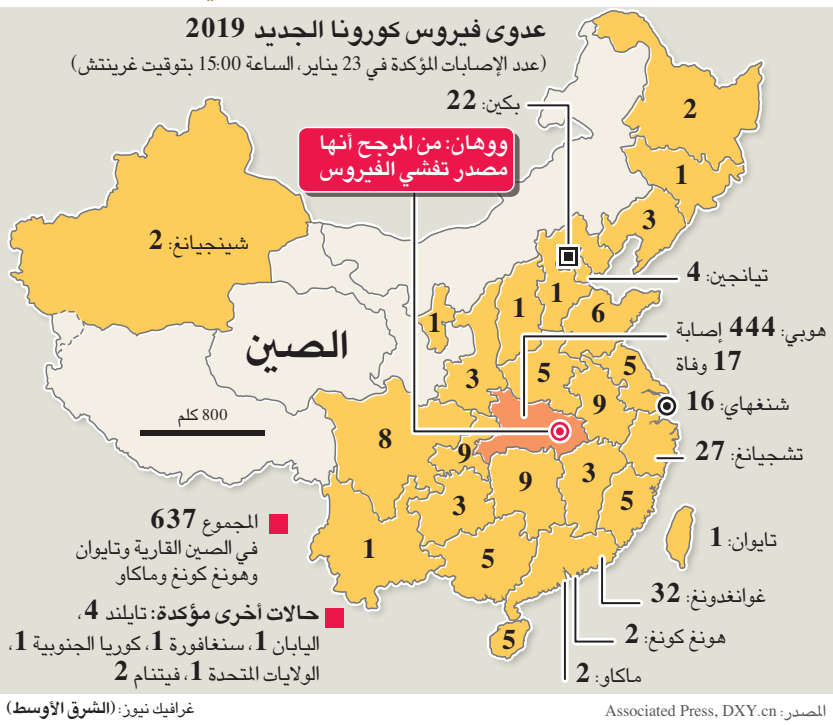 عدوى فيروس كورونا الجديد 2019
(عدد الإصابات المؤكدة في 23 يناير، الساعة 15:00 بتوقيت غرينتش)
بكين: 22
ووهان: من المرجح أنها
مصدر تفشي الفيروس
2
1
3
شينجيانغ: 2
تيانجين: 4
1
1
1
6
هوبي: 444 إصابة
17 وفاة
الصين
3
5
5
9
شنغهاي: 16
800 كلم
8
9
تشجيانغ: 27
9
3
3
5
1
5
تايوان: 1
المجموع 637
في الصين القارية وتايوان
وهونغ كونغ وماكاو
غوانغدونغ: 32
5
هونغ كونغ: 2
ماكاو: 2
حالات أخرى مؤكدة: تايلند 4،
اليابان 1، سنغافورة 1، كوريا الجنوبية 1،
الولايات المتحدة 1، فيتنام 2
المصدر: Associated Press, DXY.cn
غرافيك نيوز: (الشرق الأوسط)